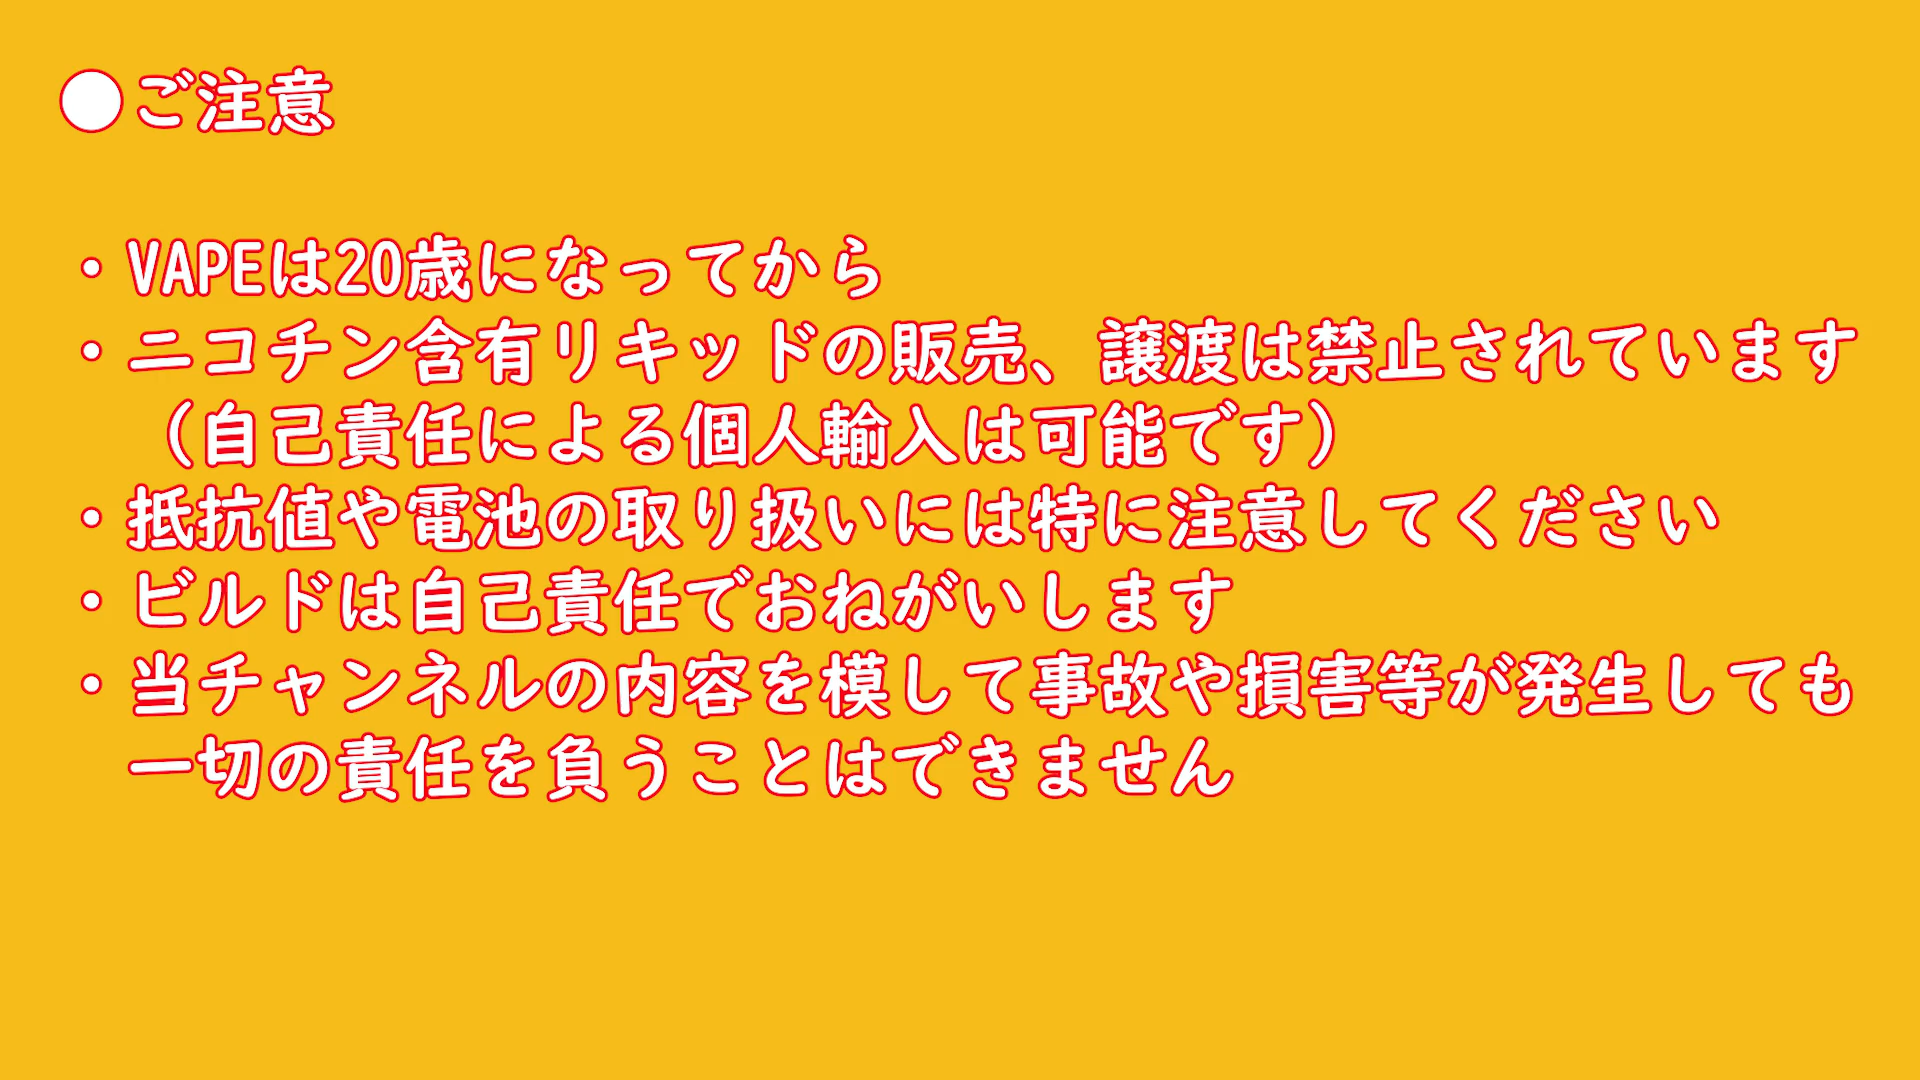 ●ご注意
・VAPEは20歳になってから
・ニコチン含有リキッドの販売、譲渡は禁止されています
（自己責任による個人輸入は可能です）
・抵抗値や電池の取り扱いには特に注意してください
・ビルドは自己責任でおねがいします
・当チャンネルの内容を模して事故や損害等が発生しても
一切の責任を負うことはできません